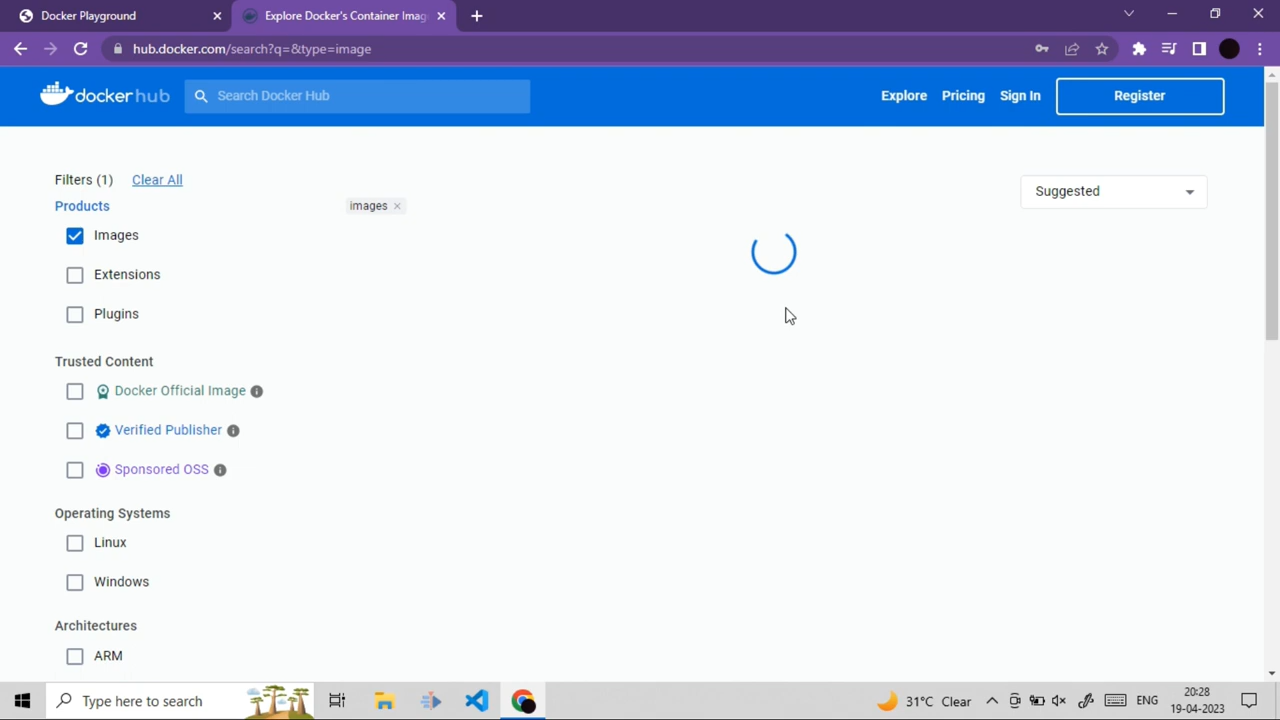 Docker Playground
Explore Docker's Container Imag
hub.docker.com/search?q=&type=image
docker hub
Search Docker Hub
Explore
Pricing
Sign In
Register
Filters (1)
Clear All
Suggested
Products
images
Images
Extensions
Plugins
Trusted Content
Docker Official Image
Verified Publisher
Sponsored OSS
Operating Systems
Linux
Windows
Architectures
ARM
Type here to search
31°C Clear
ENG
20:28
19-04-2023